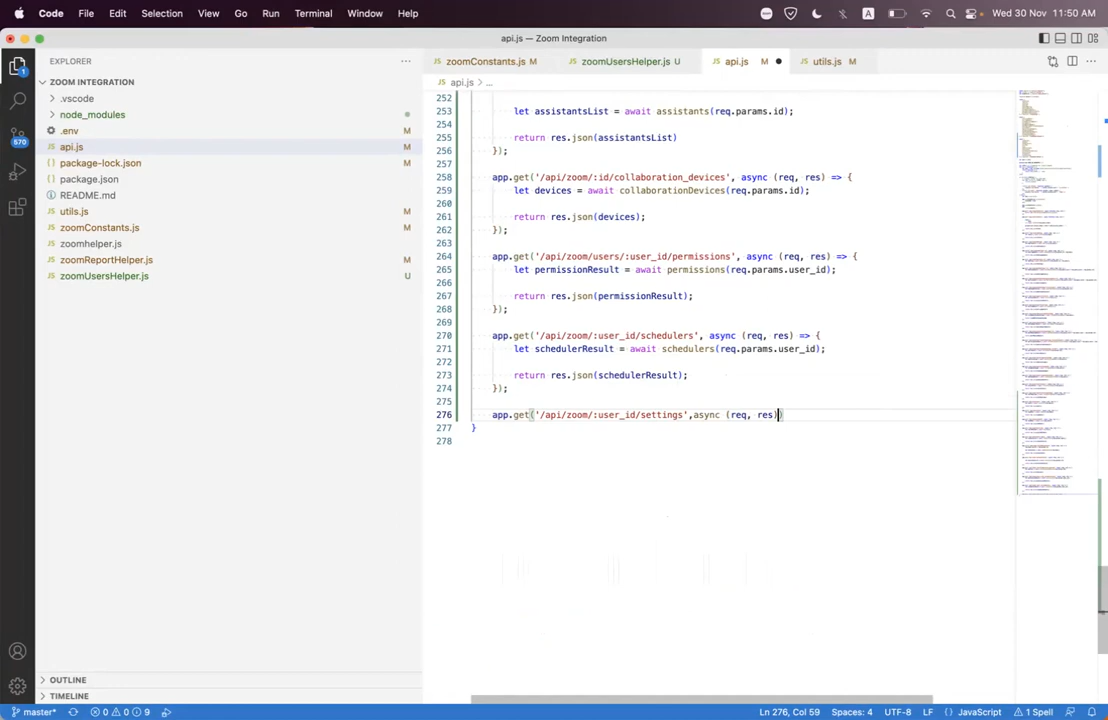 Code File Edit Selection View Go Run Terminal Window Help A Wed 30 Nov 11:50 AM
api.js — Zoom Integration
EXPLORER
zoomConstants.js M zoomUsersHelper.js U api.js M utils.js M
ZOOM INTEGRATION
api.js > ...
.vscode
node_modules
.env M
api.js M
package-lock.json M
package.json
README.md
utils.js M
zoomConstants.js M
zoomhelper.js
zoomReportHelper.js M
zoomUsersHelper.js U
1
570
252
253 let assistantsList = await assistants(req.params.id);
254
255 return res.json(assistantsList)
256 });
257
258 app.get('/api/zoom/:id/collaboration_devices', async (req, res) => {
259 let devices = await collaborationDevices(req.params.id);
260
261 return res.json(devices);
262 });
263
264 app.get('/api/zoom/users/:user_id/permissions', async (req, res) => {
265 let permissionResult = await permissions(req.params.user_id);
266
267 return res.json(permissionResult);
268 });
269
270 app.get('/api/zoom/:user_id/schedulers', async (req, res) => {
271 let schedulerResult = await schedulers(req.params.user_id);
272
273 return res.json(schedulerResult);
274 });
275
276 app.get('/api/zoom/:user_id/settings',async (req, res))
277 }
278
OUTLINE
TIMELINE
master* 0 0 9 Ln 276, Col 59 Spaces: 4 UTF-8 LF {} JavaScript 1 Spell